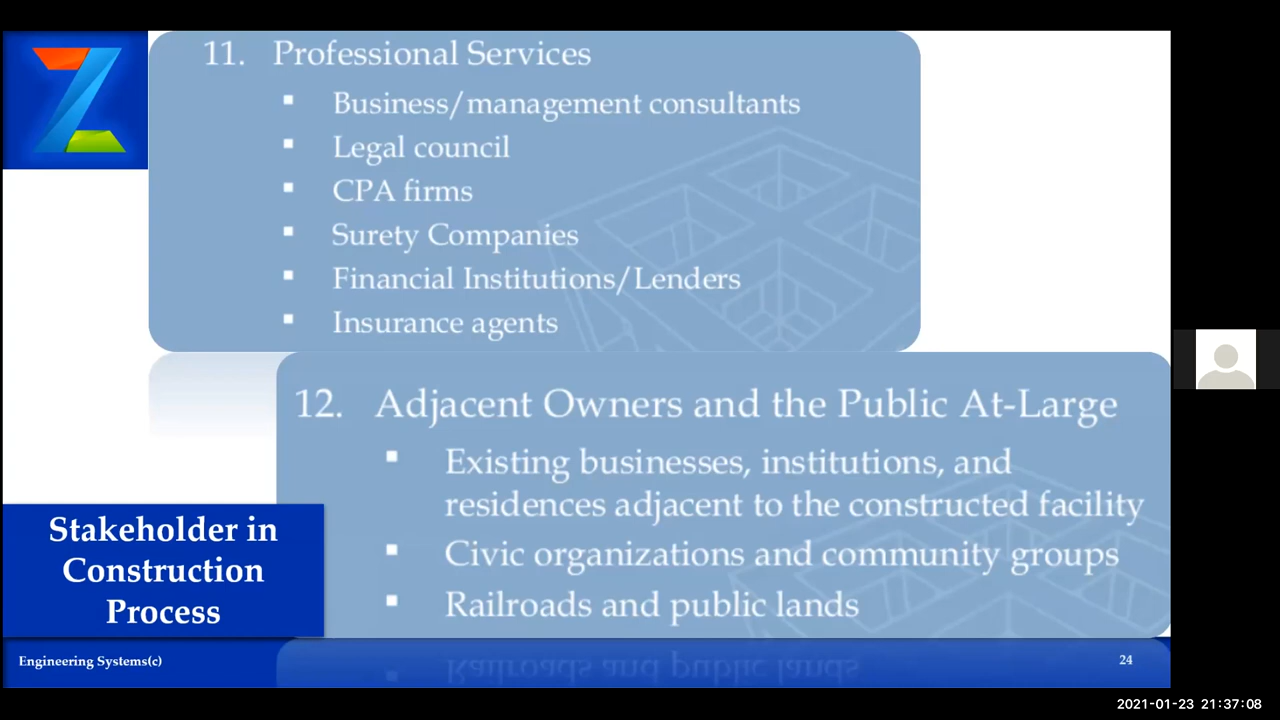 11. Professional Services
▪ Business/management consultants
▪ Legal council
▪ CPA firms
▪ Surety Companies
▪ Financial Institutions/Lenders
▪ Insurance agents
12. Adjacent Owners and the Public At-Large
▪ Existing businesses, institutions, and
residences adjacent to the constructed facility
▪ Civic organizations and community groups
▪ Railroads and public lands
Stakeholder in
Construction
Process
Engineering Systems(c)
24
2021-01-23 21:37:08